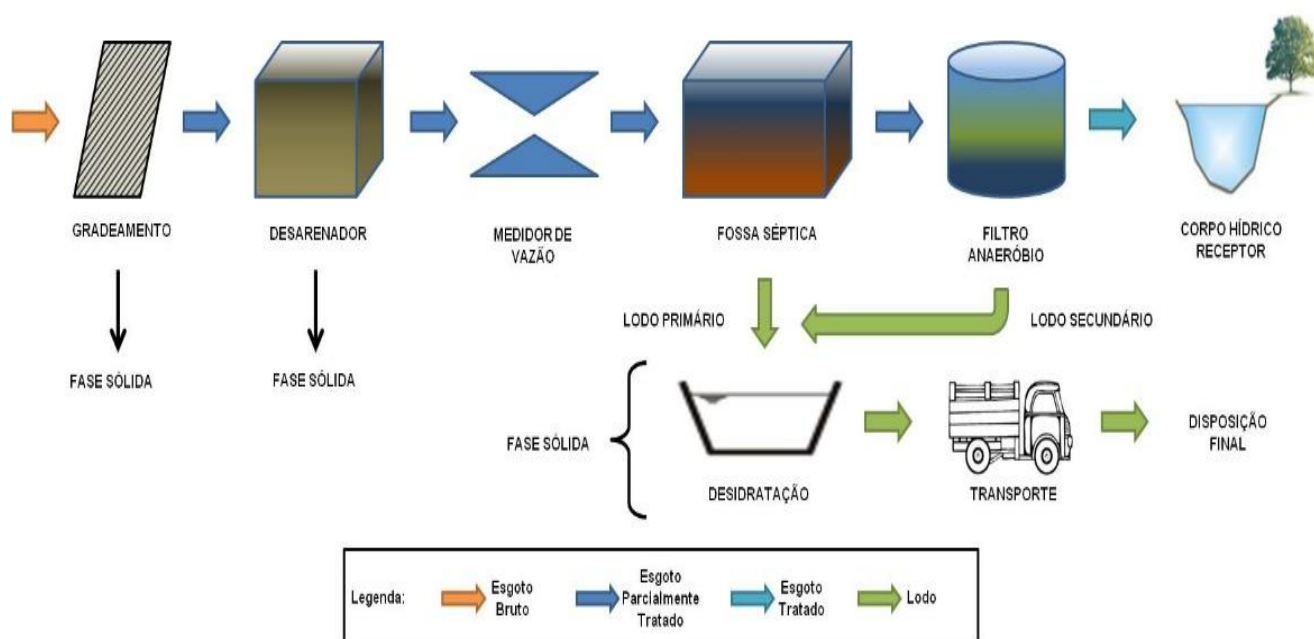 GRADEAMENTO
DESARENADOR
MEDIDOR DE
VAZÃO
FOSSA SÉPTICA
FILTRO
ANAERÓBIO
CORPO HÍDRICO
RECEPTOR
LODO PRIMÁRIO
LODO SECUNDÁRIO
FASE SÓLIDA
FASE SÓLIDA
FASE SÓLIDA
DESIDRATAÇÃO
TRANSPORTE
DISPOSIÇÃO
FINAL
Legenda:
Esgoto
Bruto
Esgoto
Parcialmente
Tratado
Esgoto
Tratado
Lodo